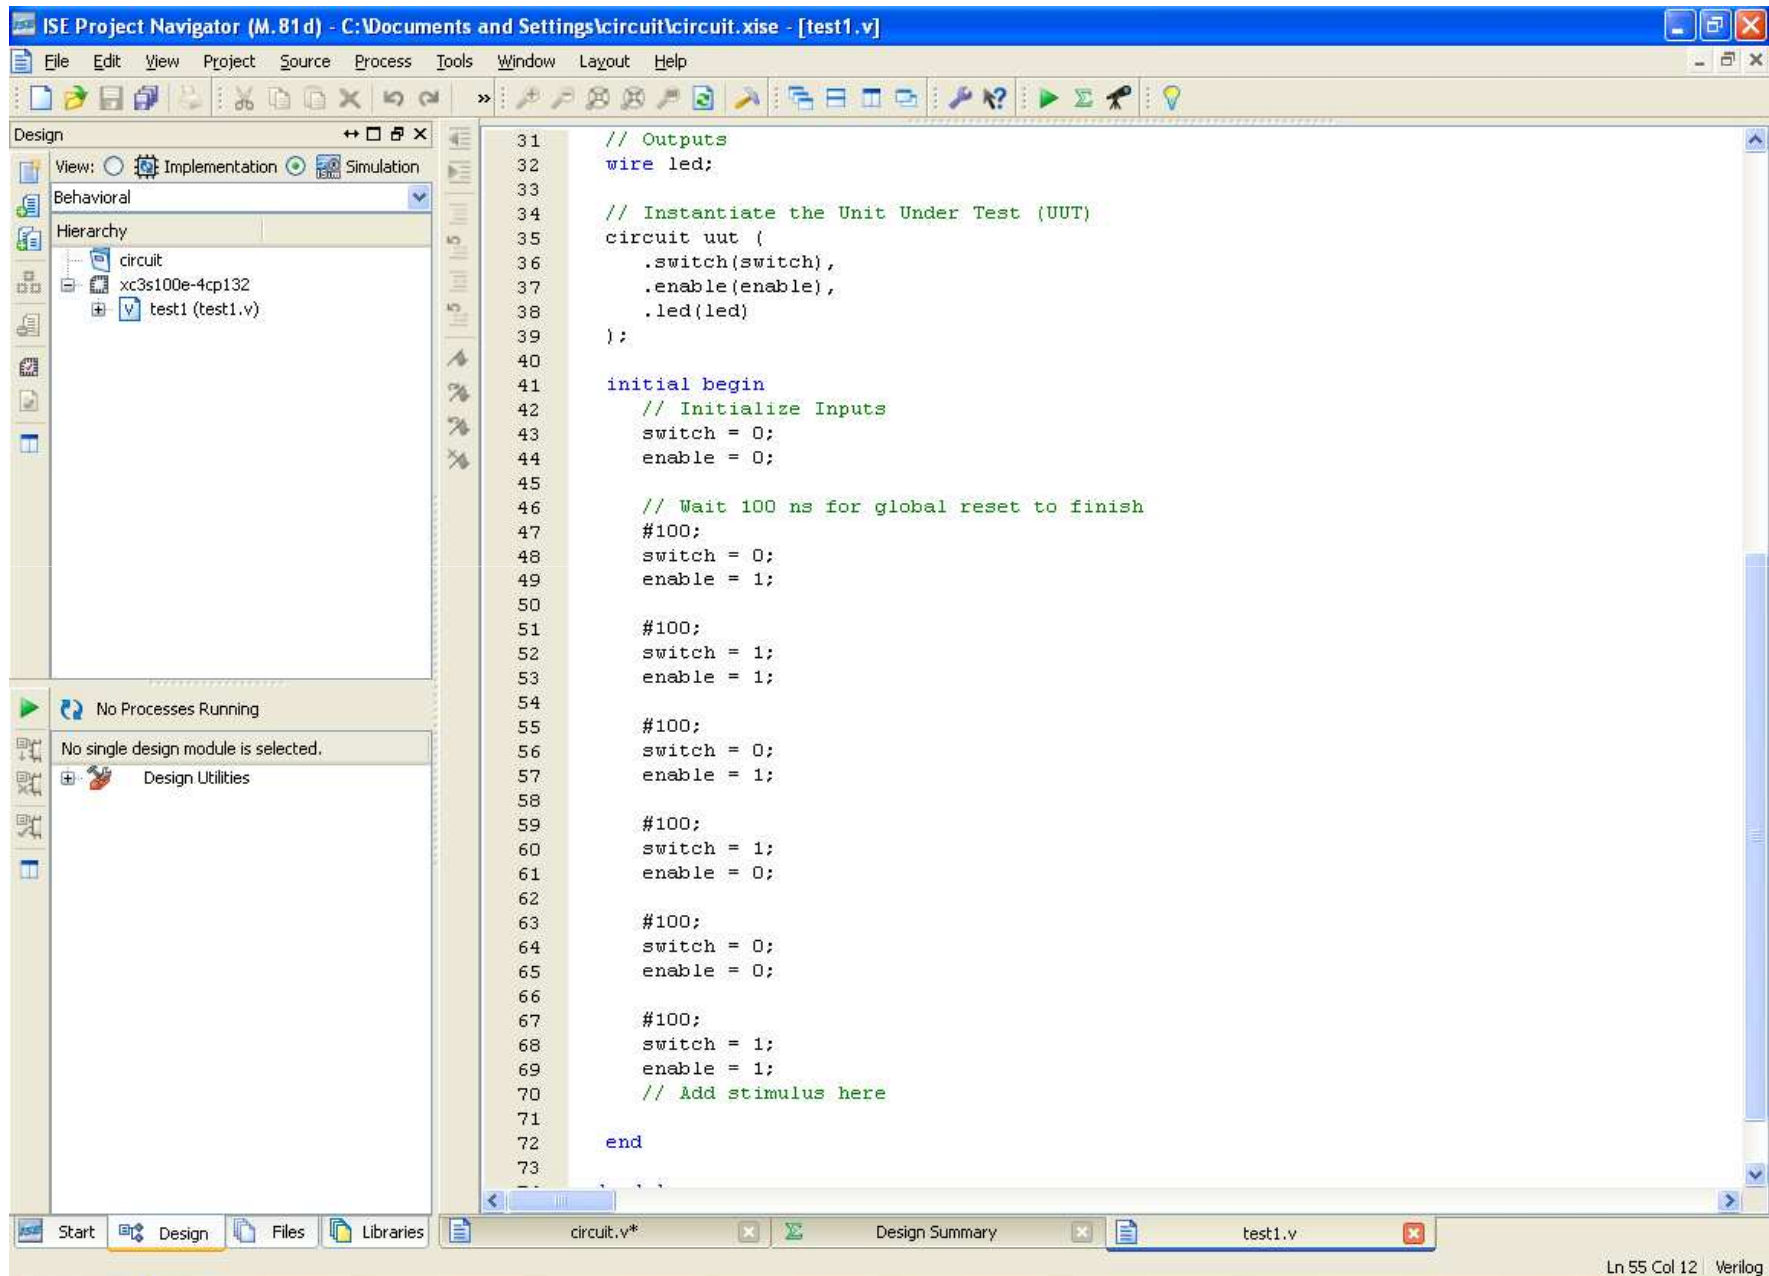 ISE Project Navigator (M.81d) - C:\Documents and Settings\circuit\circuit.xise - [test1.v]
File Edit View Project Source Process Tools Window Layout Help
Design
View: Implementation Simulation
Behavioral
Hierarchy
circuit
xc3s100e-4cp132
test1 (test1.v)
No Processes Running
No single design module is selected.
Design Utilities
Start Design Files Libraries
31 // Outputs
32 wire led;
33
34 // Instantiate the Unit Under Test (UUT)
35 circuit uut (
36 .switch(switch),
37 .enable(enable),
38 .led(led)
39 );
40
41 initial begin
42 // Initialize Inputs
43 switch = 0;
44 enable = 0;
45
46 // Wait 100 ns for global reset to finish
47 #100;
48 switch = 0;
49 enable = 1;
50
51 #100;
52 switch = 1;
53 enable = 1;
54
55 #100;
56 switch = 0;
57 enable = 1;
58
59 #100;
60 switch = 1;
61 enable = 0;
62
63 #100;
64 switch = 0;
65 enable = 0;
66
67 #100;
68 switch = 1;
69 enable = 1;
70 // Add stimulus here
71
72 end
73
circuit.v* Design Summary test1.v
Ln 55 Col 12 Verilog